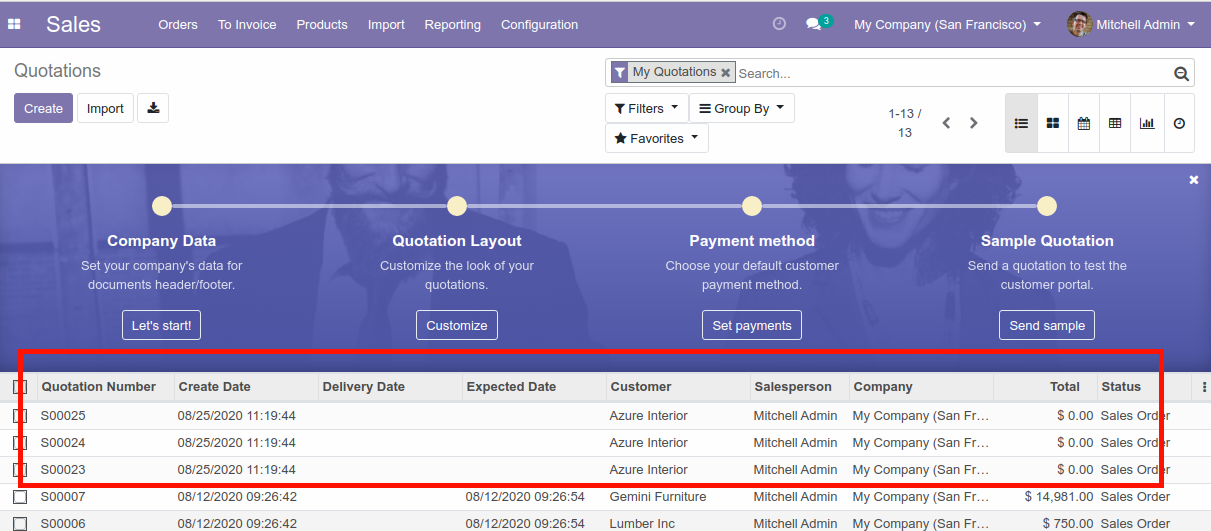 Sales Orders To Invoice Products Import Reporting Configuration 3 My Company (San Francisco) Mitchell Admin
Quotations
My Quotations Search...
Create Import
Filters Group By
Favorites
1-13 /
13
Company Data Quotation Layout Payment method Sample Quotation
Set your company's data for Customize the look of your Choose your default customer Send a quotation to test the
documents header/footer. quotations. payment method. customer portal.
Let's start! Customize Set payments Send sample
Quotation Number Create Date Delivery Date Expected Date Customer Salesperson Company Total Status
S00025 08/25/2020 11:19:44 Azure Interior Mitchell Admin My Company (San Fr... $ 0.00 Sales Order
S00024 08/25/2020 11:19:44 Azure Interior Mitchell Admin My Company (San Fr... $ 0.00 Sales Order
S00023 08/25/2020 11:19:44 Azure Interior Mitchell Admin My Company (San Fr... $ 0.00 Sales Order
S00007 08/12/2020 09:26:42 08/12/2020 09:26:54 Gemini Furniture Mitchell Admin My Company (San Fr... $ 14,981.00 Sales Order
S00006 08/12/2020 09:26:42 08/12/2020 09:26:54 Lumber Inc Mitchell Admin My Company (San Fr... $ 750.00 Sales Order